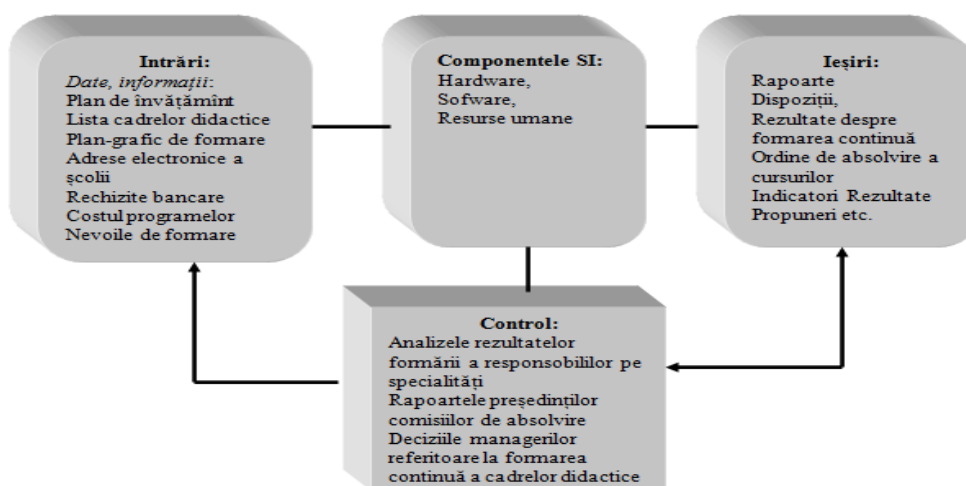 Intrări:
Date, informații:
Plan de învățămînt
Lista cadrelor didactice
Plan-grafic de formare
Adrese electronice a
școlii
Rechizite bancare
Costul programelor
Nevoile de formare
Componentele SI:
Hardware,
Sofware,
Resurse umane
Ieșiri:
Rapoarte
Dispoziții,
Rezultate despre
formarea continuă
Ordine de absolvire a
cursurilor
Indicatori Rezultate
Propuneri etc.
Control:
Analizele rezultatelor
formării a responsobililor pe
specialități
Rapoartele președinților
comisiilor de absolvire
Deciziile managerilor
referitoare la formarea
continuă a cadrelor didactice